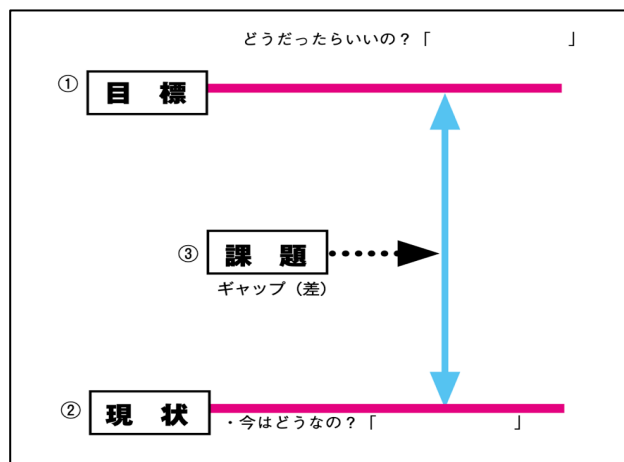 どうだったらいいの？「　　　　　　　　　」
① 目 標
③ 課 題
ギャップ（差）
② 現 状
・今はどうなの？「　　　　　　　　　」